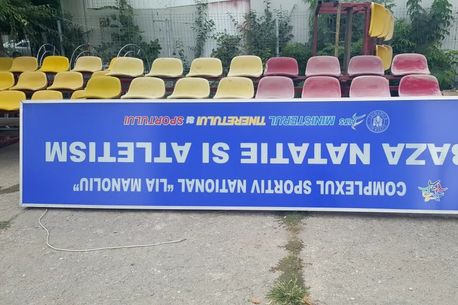 COMPLEXUL SPORTIV NATIONAL "LIA MANOLIU"
BAZA NATATIE SI ATLETISM
MINISTERUL TINERETULUI SI SPORTULUI